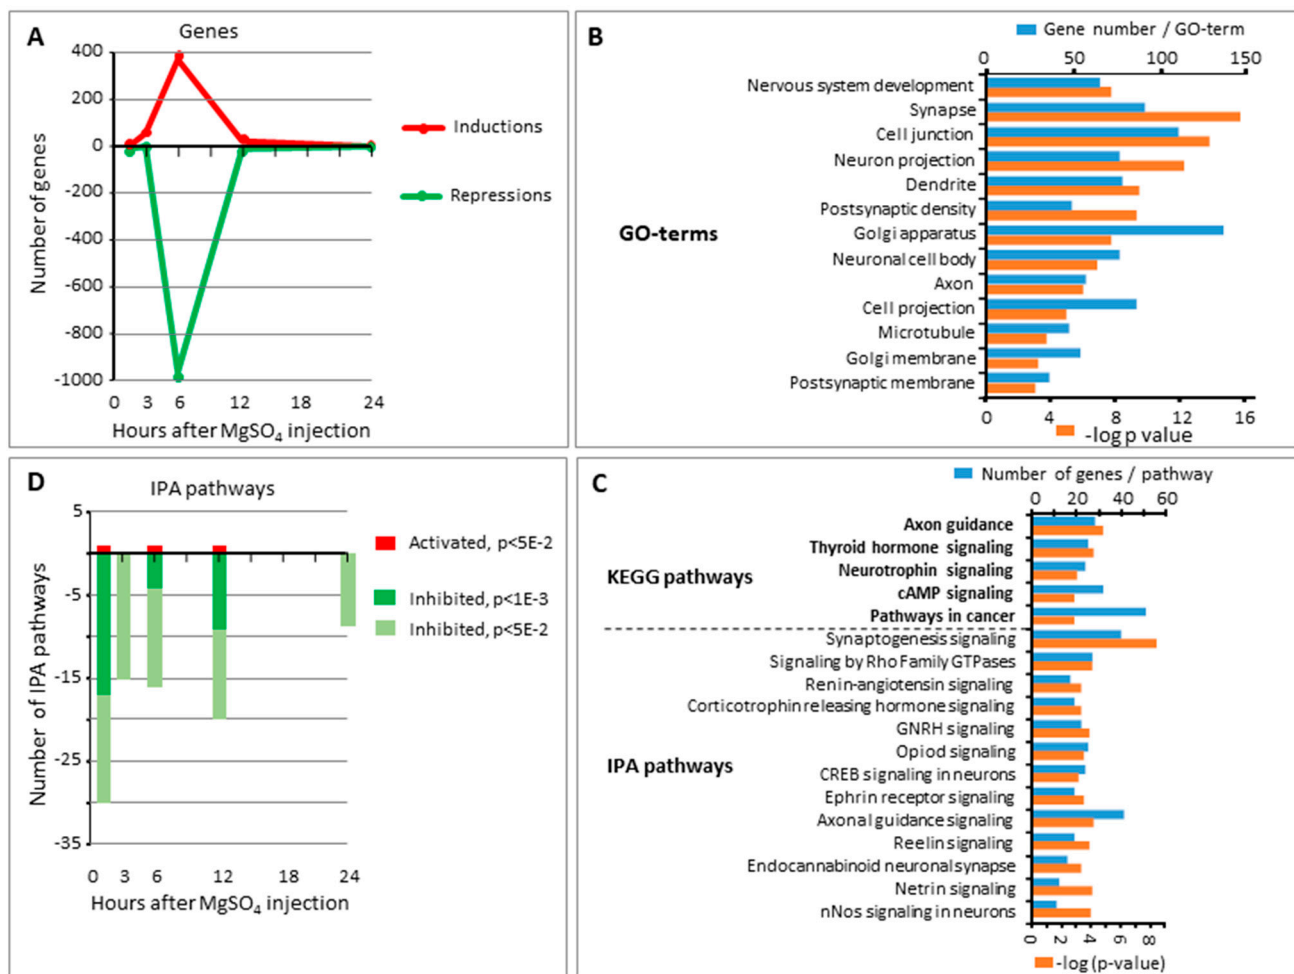 A
Genes
400
200
0
-200
-400
-600
-800
-1000
Number of genes
0 3 6 12 24
Hours after MgSO4 injection
Inductions
Repressions
B
Gene number / GO-term
0 50 100 150
GO-terms
Nervous system development
Synapse
Cell junction
Neuron projection
Dendrite
Postsynaptic density
Golgi apparatus
Neuronal cell body
Axon
Cell projection
Microtubule
Golgi membrane
Postsynaptic membrane
0 4 8 12 16
-log p value
D
IPA pathways
5
-5
-15
-25
-35
Number of IPA pathways
0 3 6 12 24
Hours after MgSO4 injection
Activated, p<5E-2
Inhibited, p<1E-3
Inhibited, p<5E-2
C
Number of genes / pathway
0 20 40 60
KEGG pathways
Axon guidance
Thyroid hormone signaling
Neurotrophin signaling
cAMP signaling
Pathways in cancer
IPA pathways
Synaptogenesis signaling
Signaling by Rho Family GTPases
Renin-angiotensin signaling
Corticotrophin releasing hormone signaling
GNRH signaling
Opiod signaling
CREB signaling in neurons
Ephrin receptor signaling
Axonal guidance signaling
Reelin signaling
Endocannabinoid neuronal synapse
Netrin signaling
nNos signaling in neurons
0 2 4 6 8
-log (p-value)